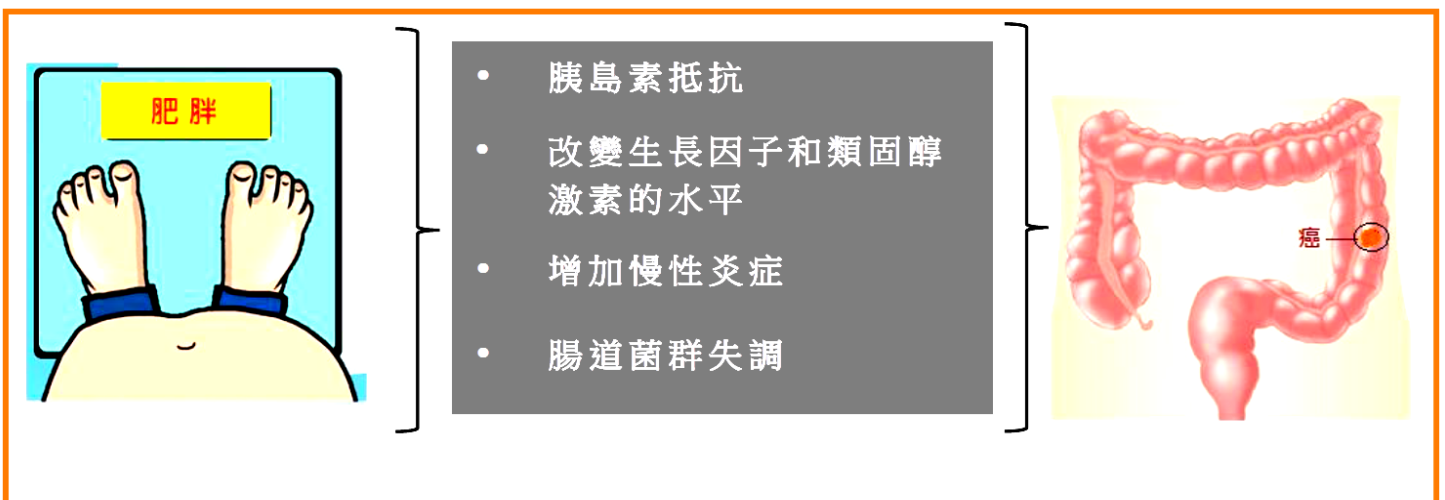 肥胖
• 胰島素抵抗
• 改變生長因子和類固醇
激素的水平
• 增加慢性炎症
• 腸道菌群失調
癌